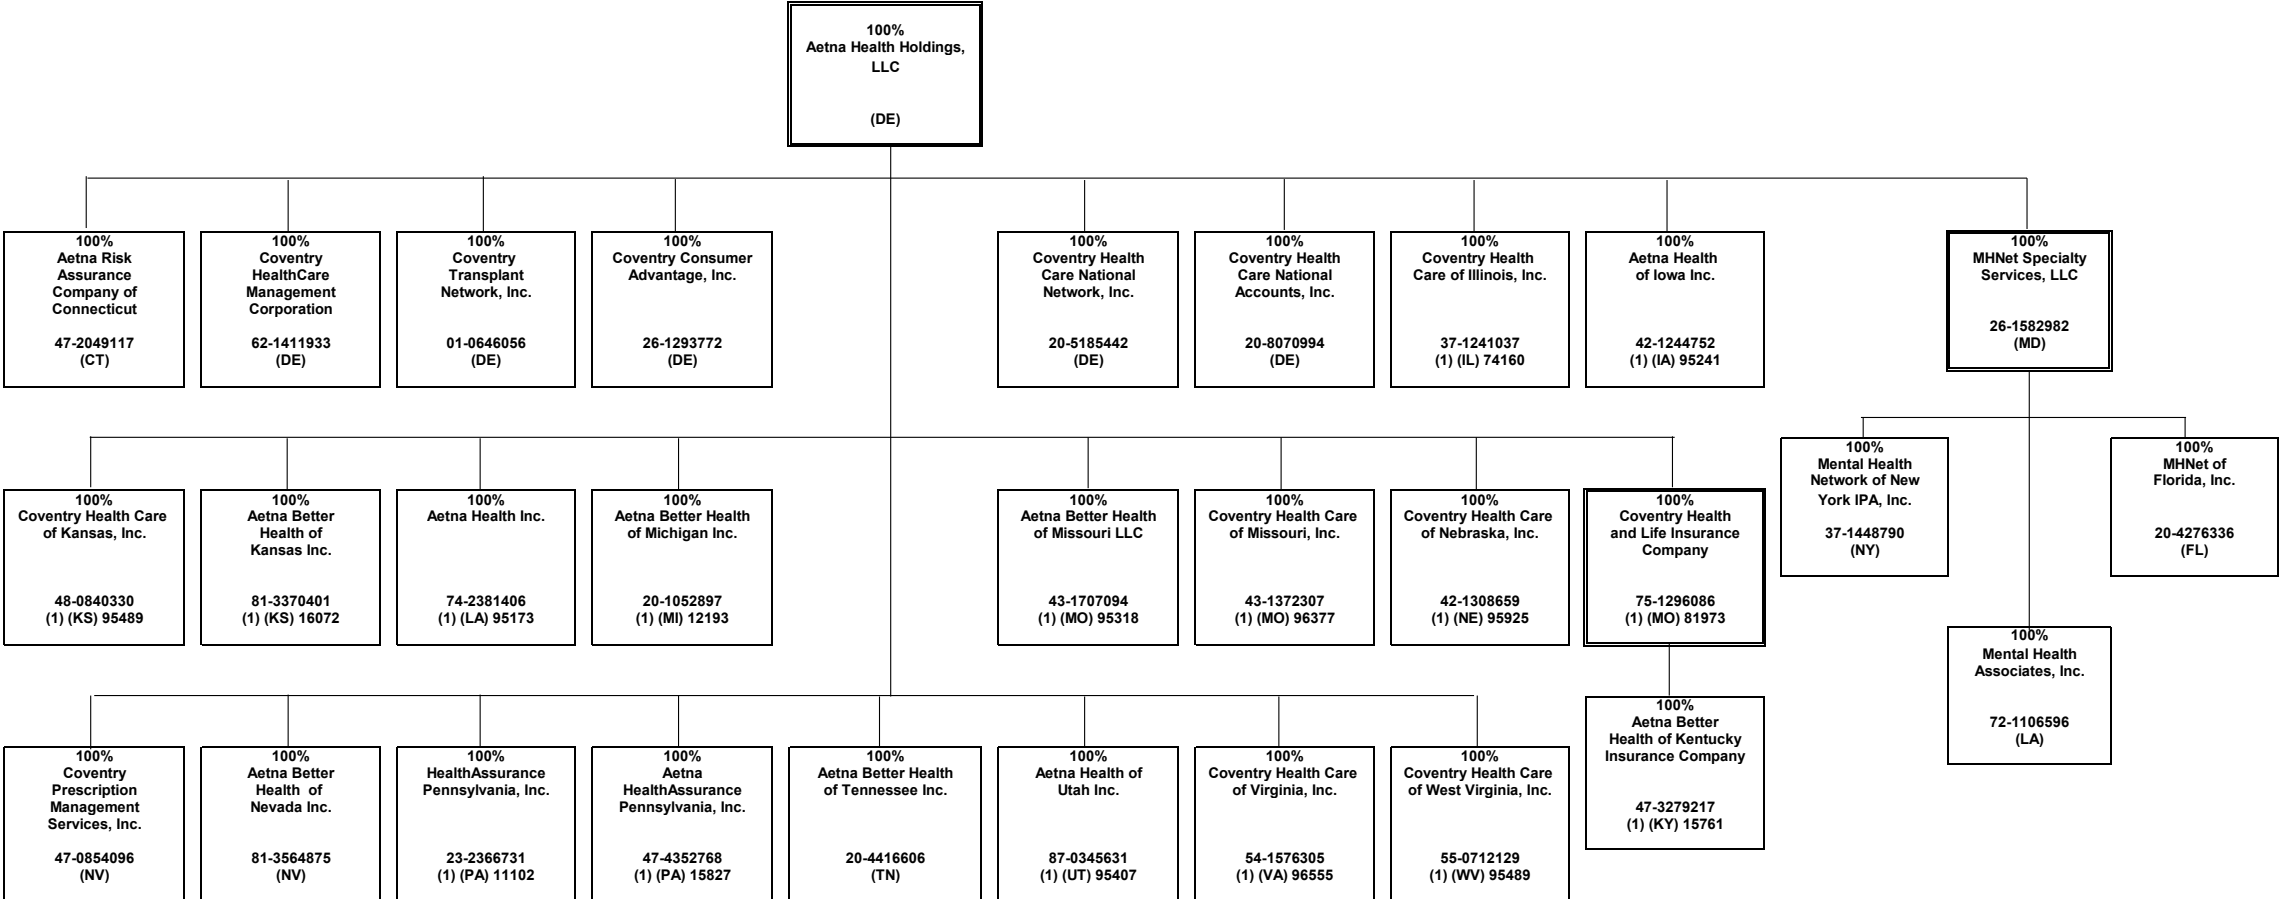 100%
Aetna Health Holdings,
LLC
(DE)
100%
Aetna Risk
Assurance
Company of
Connecticut
47-2049117
(CT)
100%
Coventry
HealthCare
Management
Corporation
62-1411933
(DE)
100%
Coventry
Transplant
Network, Inc.
01-0646056
(DE)
100%
Coventry Consumer
Advantage, Inc.
26-1293772
(DE)
100%
Coventry Health
Care National
Network, Inc.
20-5185442
(DE)
100%
Coventry Health
Care National
Accounts, Inc.
20-8070994
(DE)
100%
Coventry Health
Care of Illinois, Inc.
37-1241037
(1) (IL) 74160
100%
Aetna Health
of Iowa Inc.
42-1244752
(1) (IA) 95241
100%
MHNet Specialty
Services, LLC
26-1582982
(MD)
100%
Mental Health
Network of New
York IPA, Inc.
37-1448790
(NY)
100%
MHNet of
Florida, Inc.
20-4276336
(FL)
100%
Coventry Health Care
of Kansas, Inc.
48-0840330
(1) (KS) 95489
100%
Aetna Better
Health of
Kansas Inc.
81-3370401
(1) (KS) 16072
100%
Aetna Health Inc.
74-2381406
(1) (LA) 95173
100%
Aetna Better Health
of Michigan Inc.
20-1052897
(1) (MI) 12193
100%
Aetna Better Health
of Missouri LLC
43-1707094
(1) (MO) 95318
100%
Coventry Health Care
of Missouri, Inc.
43-1372307
(1) (MO) 96377
100%
Coventry Health Care
of Nebraska, Inc.
42-1308659
(1) (NE) 95925
100%
Coventry Health
and Life Insurance
Company
75-1296086
(1) (MO) 81973
100%
Mental Health
Associates, Inc.
72-1106596
(LA)
100%
Aetna Better
Health of Kentucky
Insurance Company
47-3279217
(1) (KY) 15761
100%
Coventry
Prescription
Management
Services, Inc.
47-0854096
(NV)
100%
Aetna Better
Health of
Nevada Inc.
81-3564875
(NV)
100%
HealthAssurance
Pennsylvania, Inc.
23-2366731
(1) (PA) 11102
100%
Aetna
HealthAssurance
Pennsylvania, Inc.
47-4352768
(1) (PA) 15827
100%
Aetna Better Health
of Tennessee Inc.
20-4416606
(TN)
100%
Aetna Health of
Utah Inc.
87-0345631
(1) (UT) 95407
100%
Coventry Health Care
of Virginia, Inc.
54-1576305
(1) (VA) 96555
100%
Coventry Health Care
of West Virginia, Inc.
55-0712129
(1) (WV) 95489